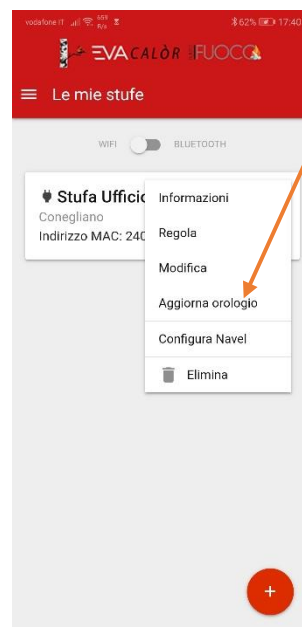 vodafone IT 559 B/s 62% 17:40
EVACALÒR FUOCO
Le mie stufe
WIFI BLUETOOTH
Stufa Ufficio
Conegliano
Indirizzo MAC: 240
Informazioni
Regola
Modifica
Aggiorna orologio
Configura Navel
Elimina
+